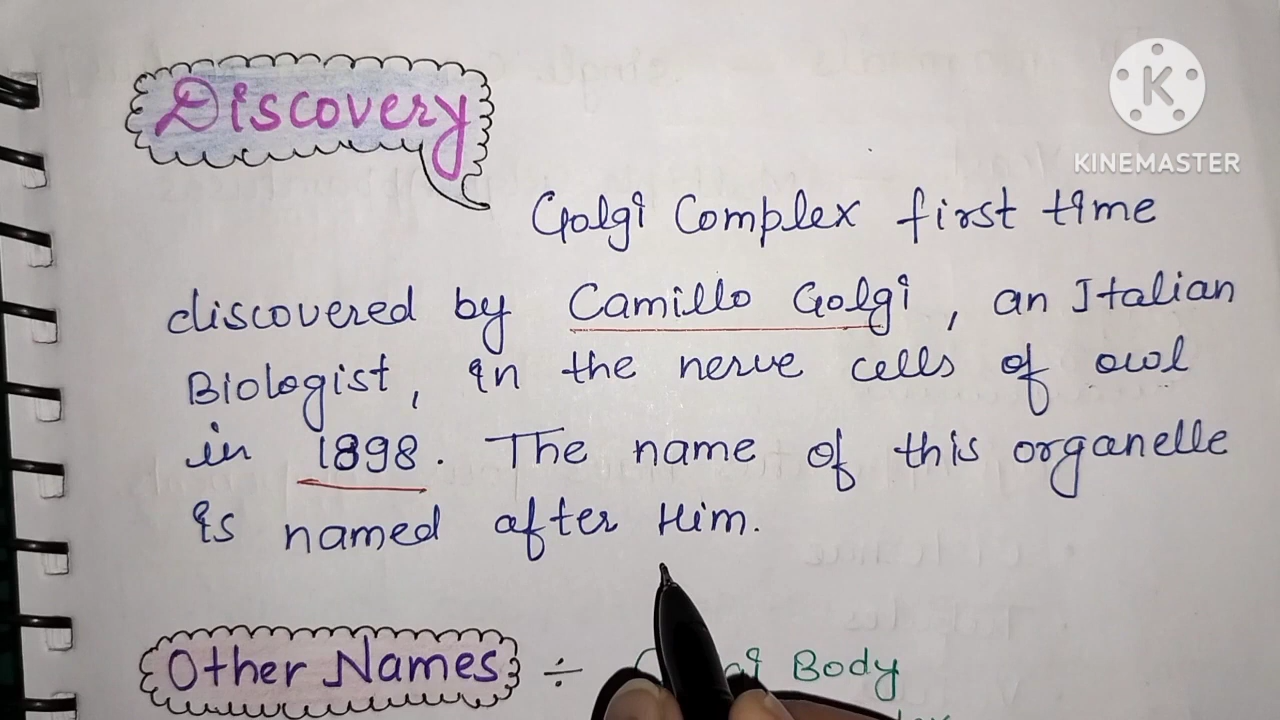 Discovery
KINEMASTER
Golgi Complex first time
discovered by Camillo Golgi, an Italian
Biologist, in the nerve cells of owl
in 1898. The name of this organelle
is named after Him.
Other Names ÷ Body